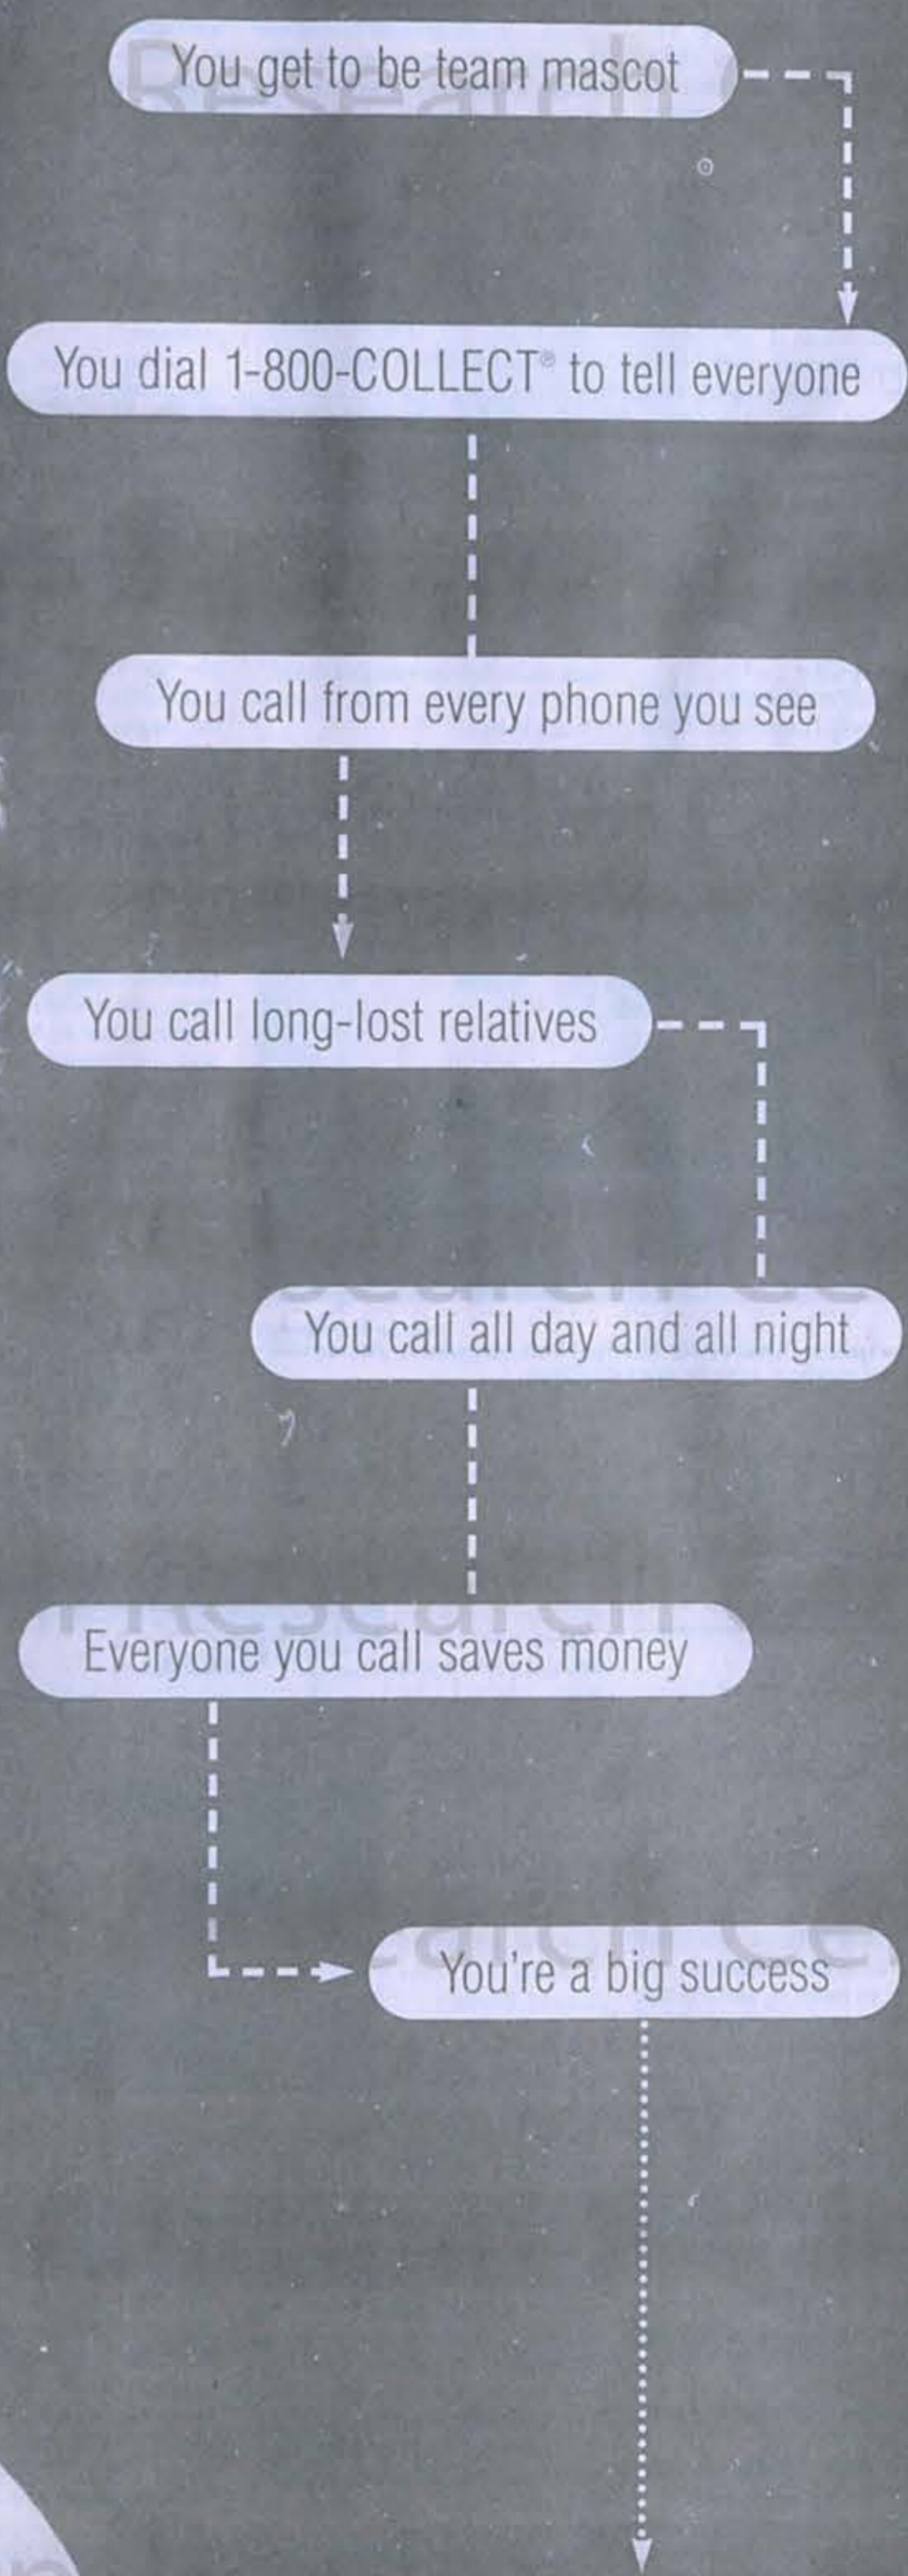 You get to be team mascot
You dial 1-800-COLLECT® to tell everyone
You call from every phone you see
You call long-lost relatives
You call all day and all night
Everyone you call saves money
You're a big success